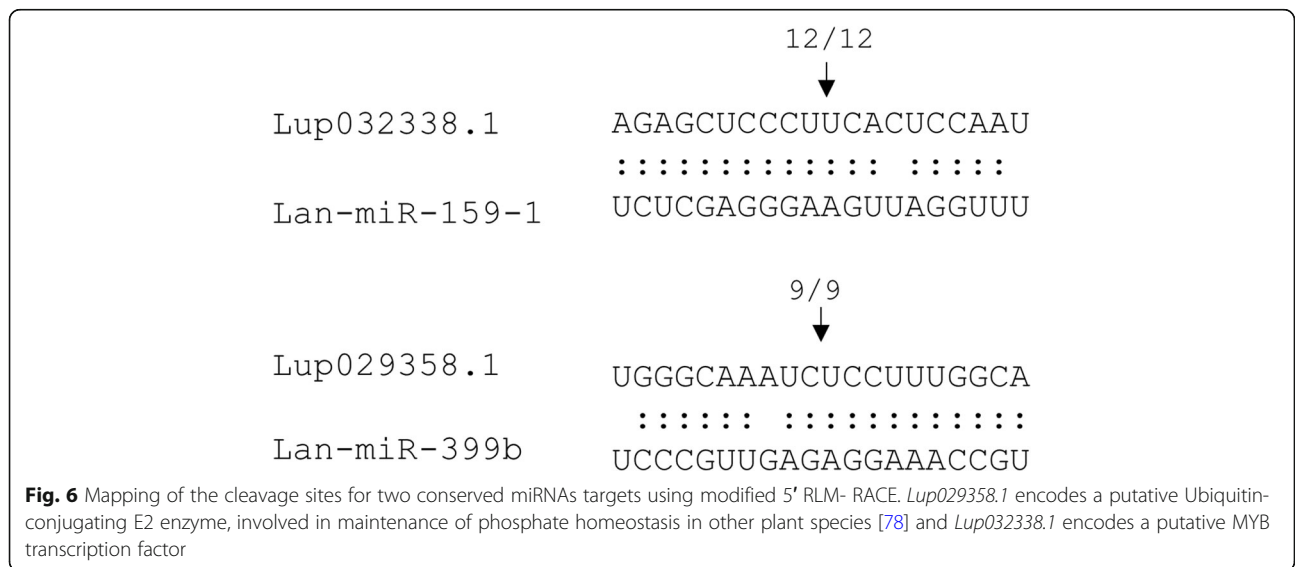 12/12
Lup032338.1 AGAGCUCCCUUCACUCCAAU
::::::::::::: :::::
Lan-miR-159-1 UCUCGAGGGAAGUUAGGUUU
9/9
Lup029358.1 UGGGCAAAUCUCCUUUGGCA
:::::: ::::::::::::
Lan-miR-399b UCCCGUUGAGAGGAAACCGU
Fig. 6 Mapping of the cleavage sites for two conserved miRNAs targets using modified 5′ RLM- RACE. Lup029358.1 encodes a putative Ubiquitin-
conjugating E2 enzyme, involved in maintenance of phosphate homeostasis in other plant species [78] and Lup032338.1 encodes a putative MYB
transcription factor